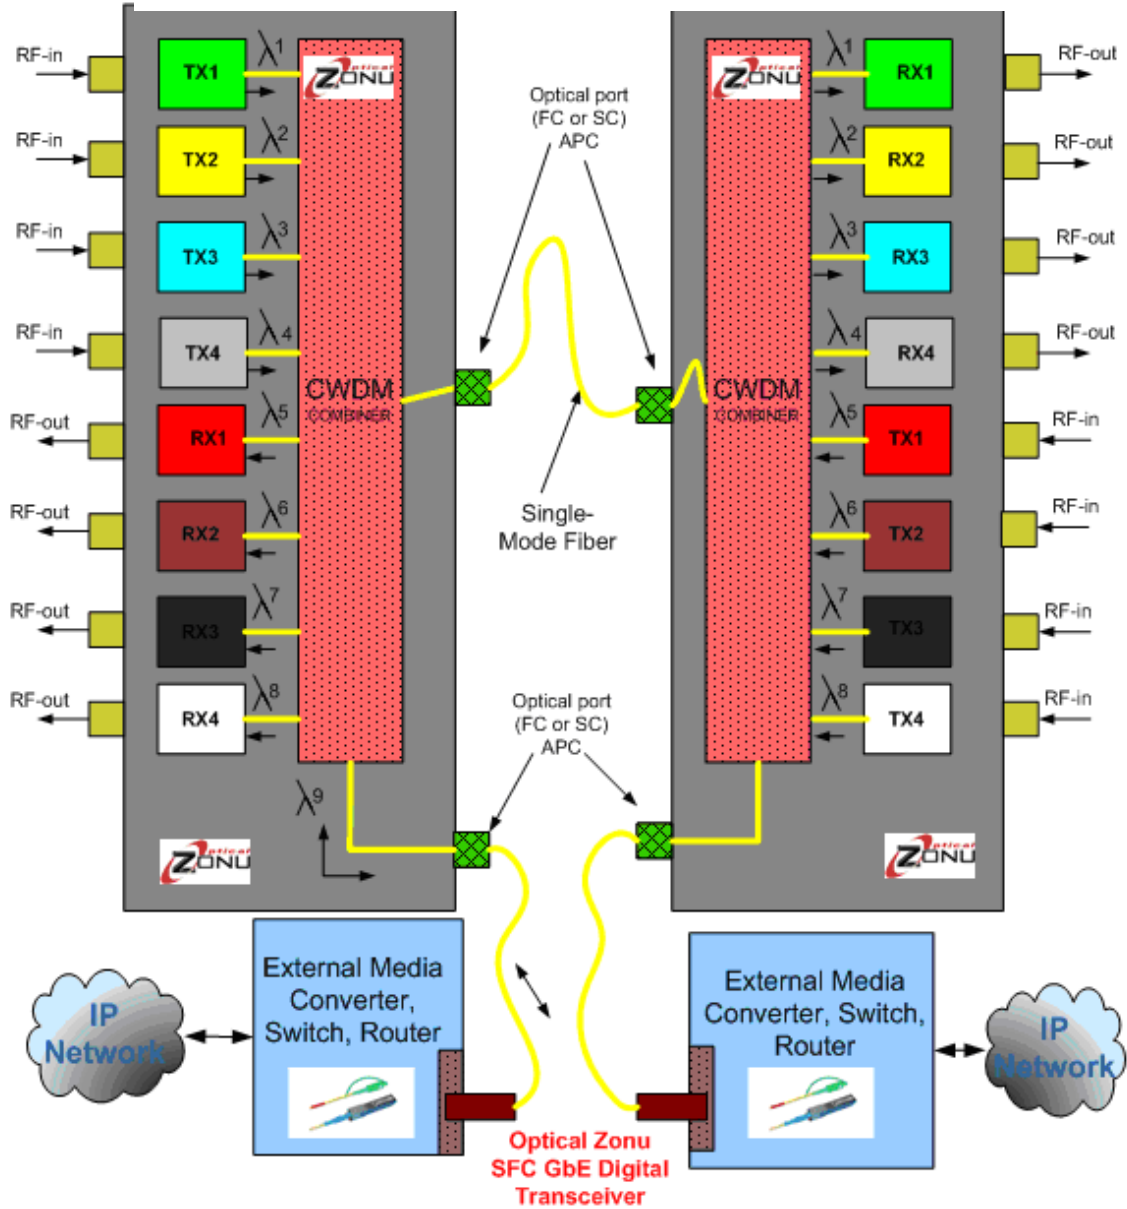 RF-in
TX1
λ1
Optical
ZONU
Optical port
(FC or SC)
APC
Optical
ZONU
λ1
RX1
RF-out
RF-in
TX2
λ2
λ2
RX2
RF-out
RF-in
TX3
λ3
λ3
RX3
RF-out
RF-in
TX4
λ4
λ4
RX4
RF-out
CWDM
COMBINER
CWDM
COMBINER
RF-out
RX1
λ5
λ5
TX1
RF-in
RF-out
RX2
λ6
Single-
Mode Fiber
λ6
TX2
RF-in
RF-out
RX3
λ7
λ7
TX3
RF-in
RF-out
RX4
λ8
Optical port
(FC or SC)
APC
λ8
TX4
RF-in
λ9
Optical
ZONU
Optical
ZONU
IP
Network
External Media
Converter,
Switch, Router
External Media
Converter, Switch,
Router
IP
Network
Optical Zonu
SFC GbE Digital
Transceiver